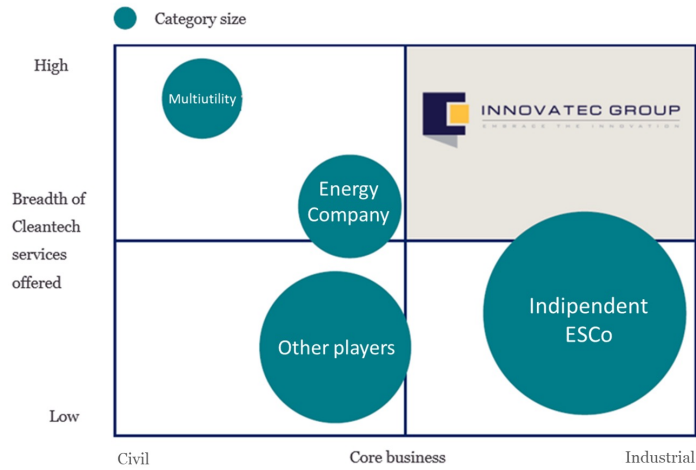 Category size
High
Multiutility
INNOVATEC GROUP
EMBRACE THE INNOVATION
Energy
Company
Breadth of
Cleantech
services
offered
Indipendent
ESCo
Other players
Low
Civil
Core business
Industrial